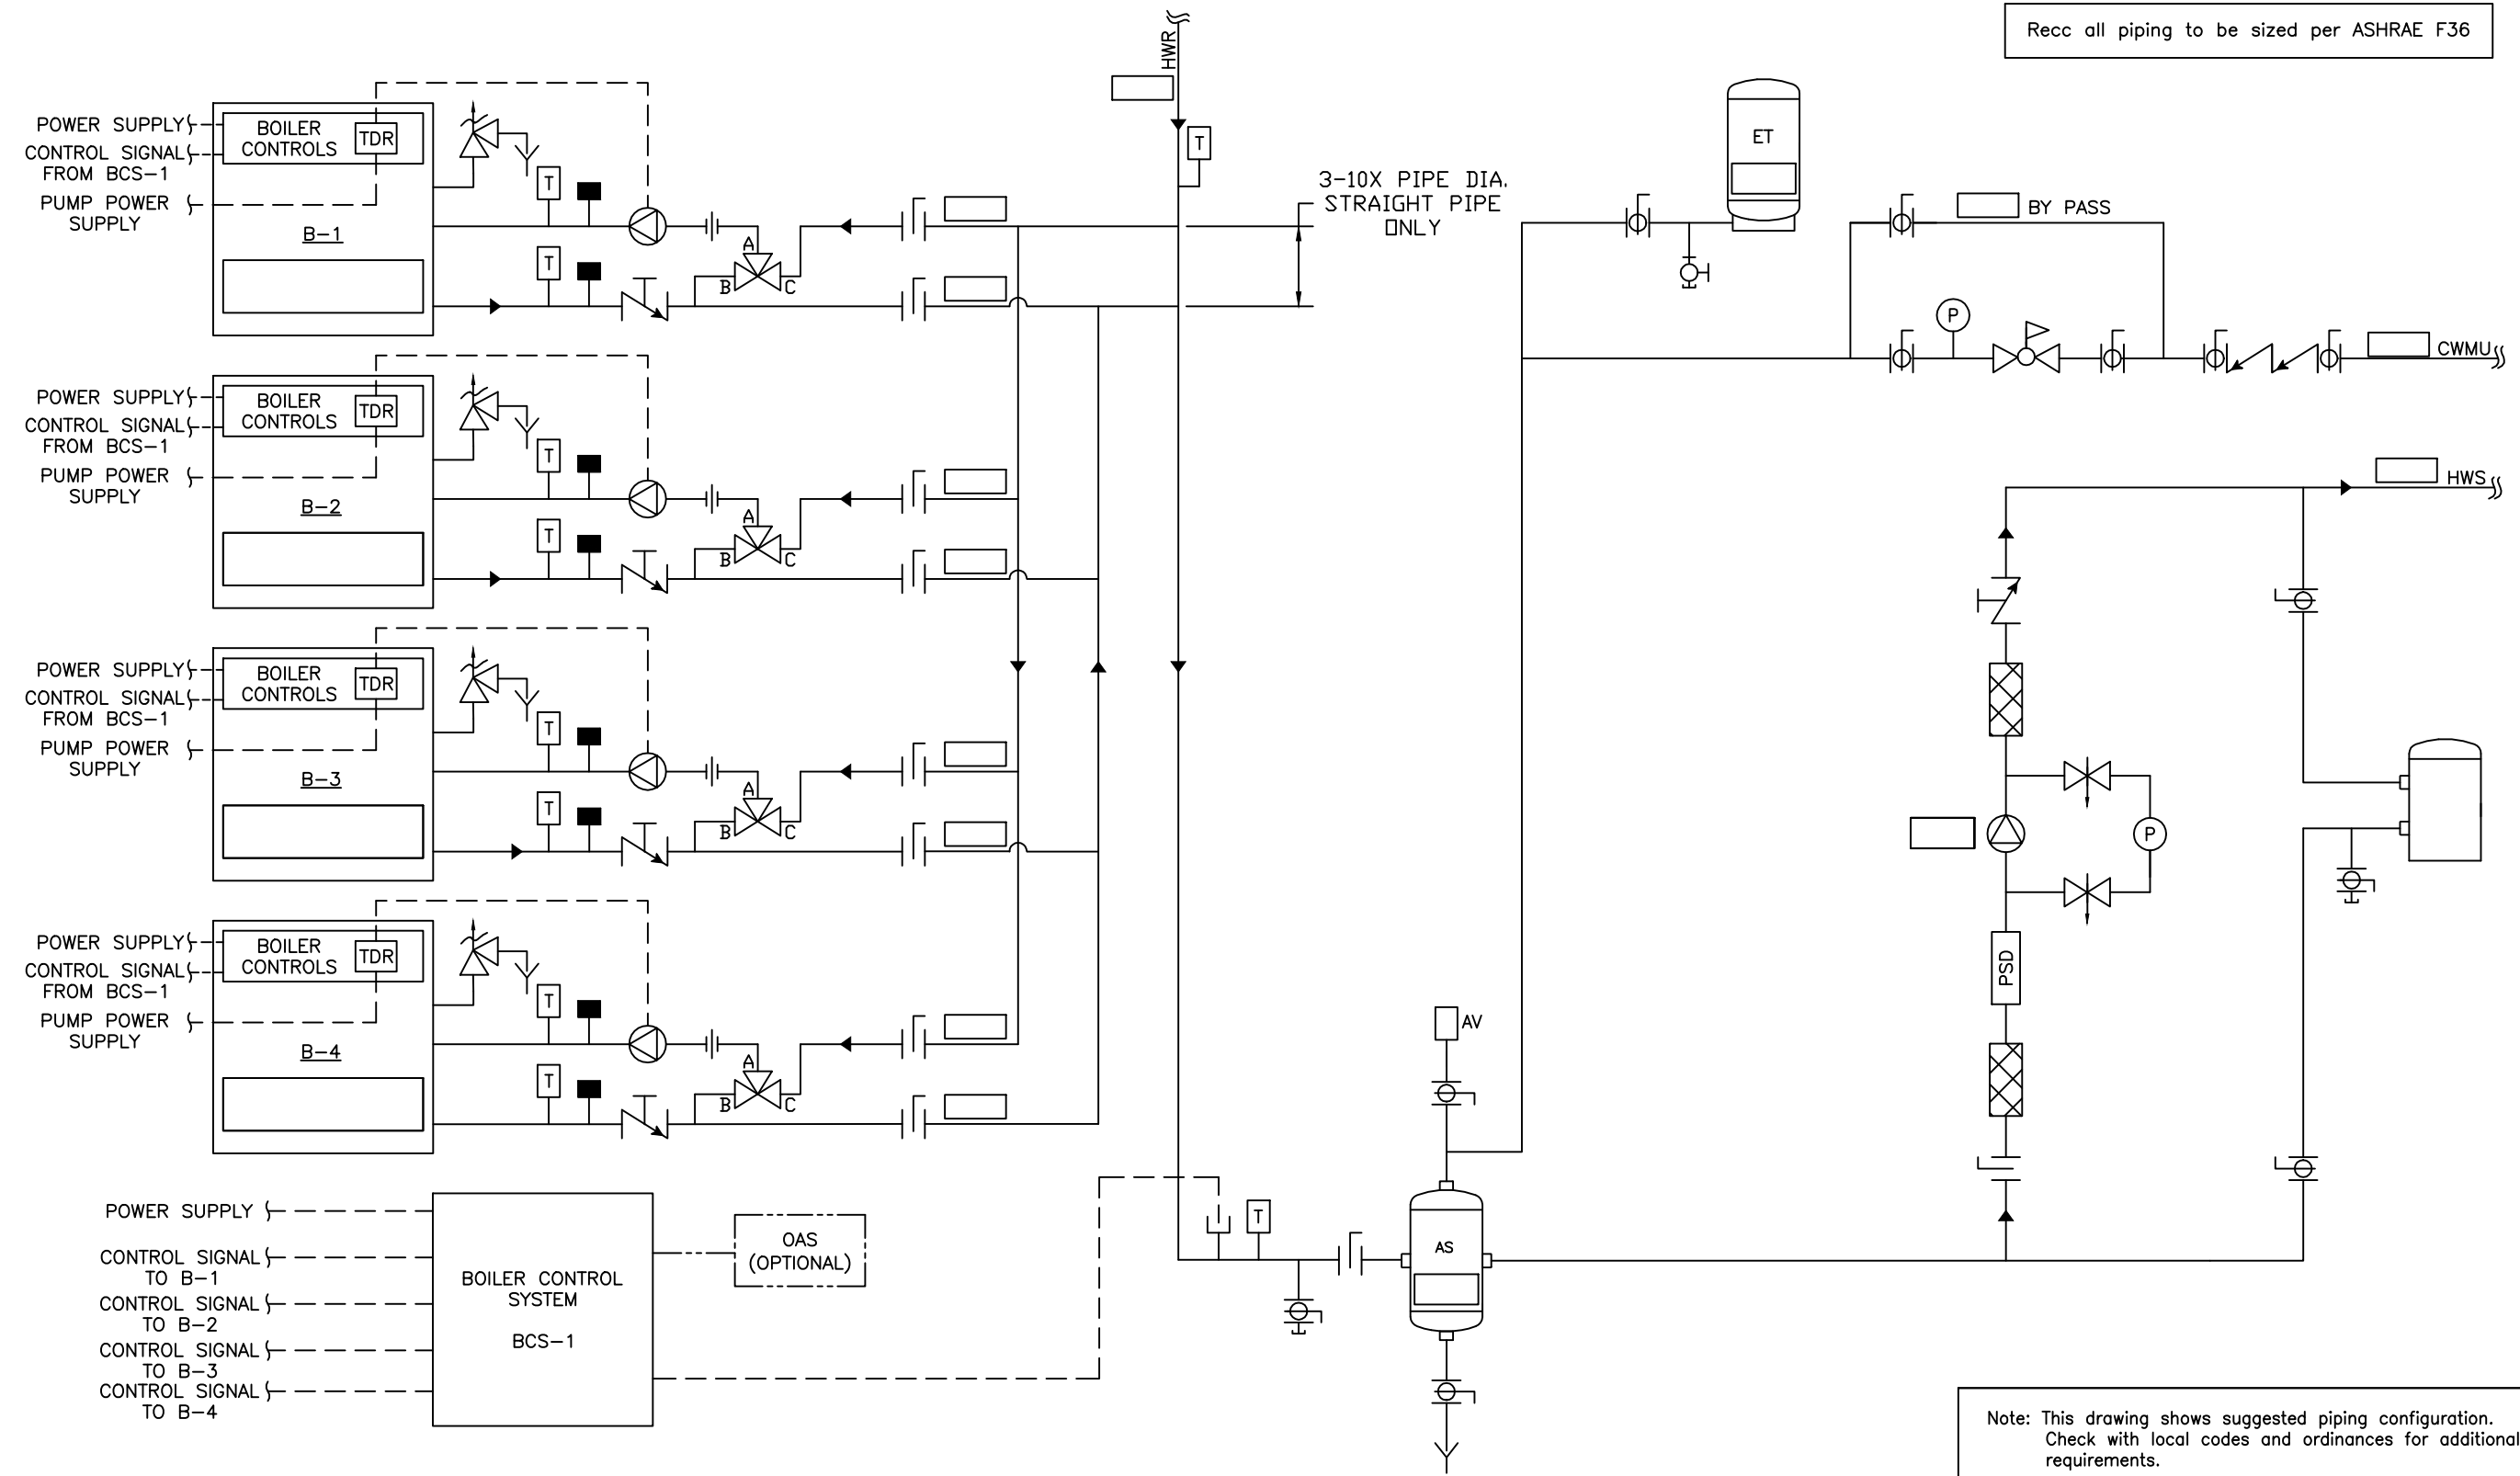 Recc all piping to be sized per ASHRAE F36
HWR
T
3-10X PIPE DIA.
STRAIGHT PIPE
ONLY
POWER SUPPLY
CONTROL SIGNAL
FROM BCS-1
PUMP POWER
SUPPLY
BOILER
CONTROLS
TDR
B-1
T
T
A
B
C
POWER SUPPLY
CONTROL SIGNAL
FROM BCS-1
PUMP POWER
SUPPLY
BOILER
CONTROLS
TDR
B-2
T
T
A
B
C
POWER SUPPLY
CONTROL SIGNAL
FROM BCS-1
PUMP POWER
SUPPLY
BOILER
CONTROLS
TDR
B-3
T
T
A
B
C
POWER SUPPLY
CONTROL SIGNAL
FROM BCS-1
PUMP POWER
SUPPLY
BOILER
CONTROLS
TDR
B-4
T
T
A
B
C
POWER SUPPLY
CONTROL SIGNAL
TO B-1
CONTROL SIGNAL
TO B-2
CONTROL SIGNAL
TO B-3
CONTROL SIGNAL
TO B-4
BOILER CONTROL
SYSTEM
BCS-1
OAS
(OPTIONAL)
T
AV
AS
ET
BY PASS
P
CWMU
HWS
P
PSD
Note: This drawing shows suggested piping configuration.
Check with local codes and ordinances for additional
requirements.